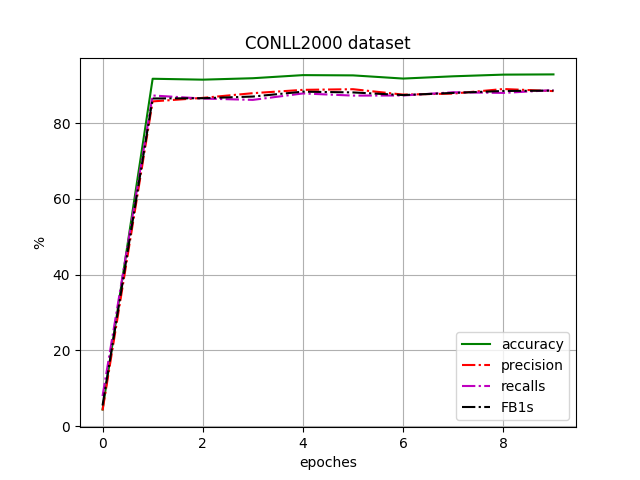 CONLL2000 dataset
%
80
60
40
20
0
0 2 4 6 8
epoches
accuracy
precision
recalls
FB1s